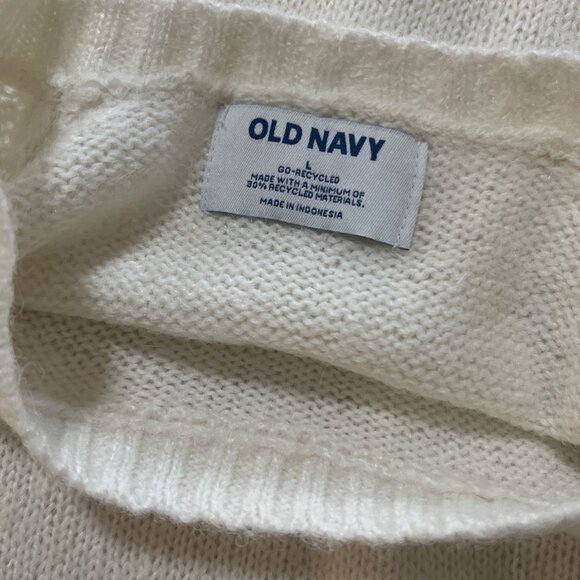 OLD NAVY
L
GO-RECYCLED
MADE WITH A MINIMUM OF
30% RECYCLED MATERIALS.
MADE IN INDONESIA